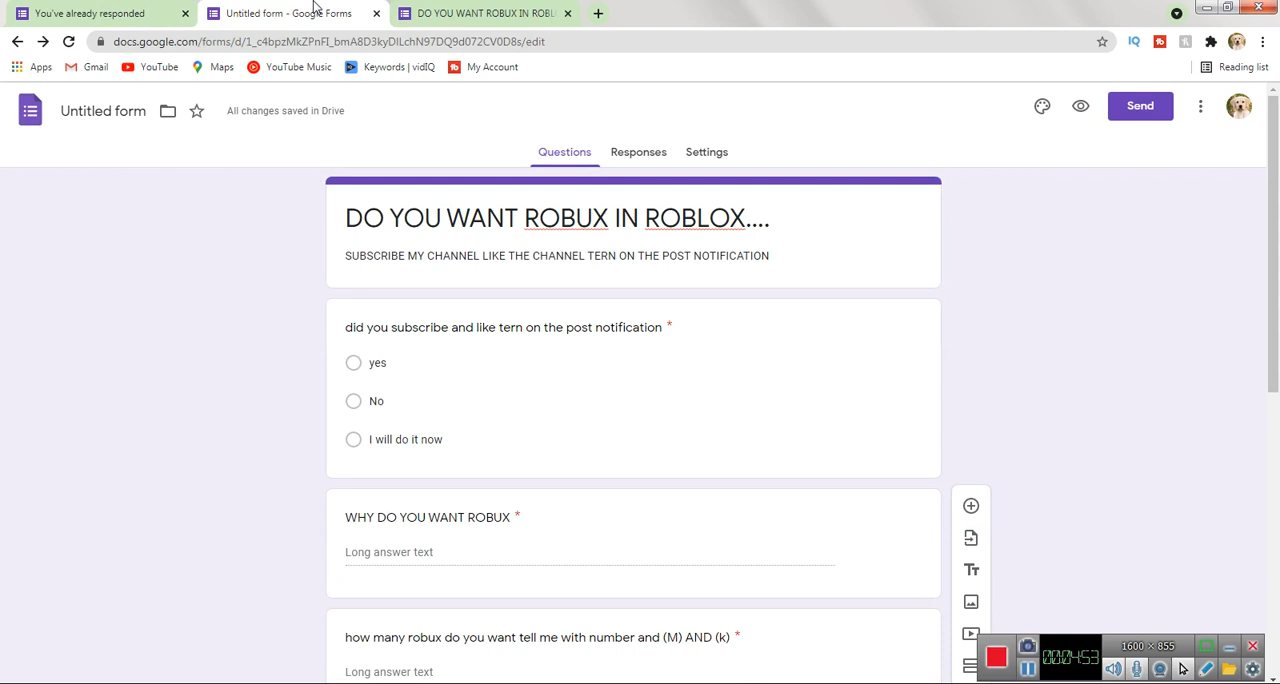 You've already responded
Untitled form - Google Forms
DO YOU WANT ROBUX IN ROBL
docs.google.com/forms/d/1_c4bpzMkZPnFI_bmA8D3kyDILchN97DQ9d072CV0D8s/edit
Apps
Gmail
YouTube
Maps
YouTube Music
Keywords | vidIQ
My Account
Reading list
Untitled form
All changes saved in Drive
Send
Questions
Responses
Settings
DO YOU WANT ROBUX IN ROBLOX....
SUBSCRIBE MY CHANNEL LIKE THE CHANNEL TERN ON THE POST NOTIFICATION
did you subscribe and like tern on the post notification *
yes
No
I will do it now
WHY DO YOU WANT ROBUX *
Long answer text
how many robux do you want tell me with number and (M) AND (k) *
Long answer text
1600 × 855
00:04:53